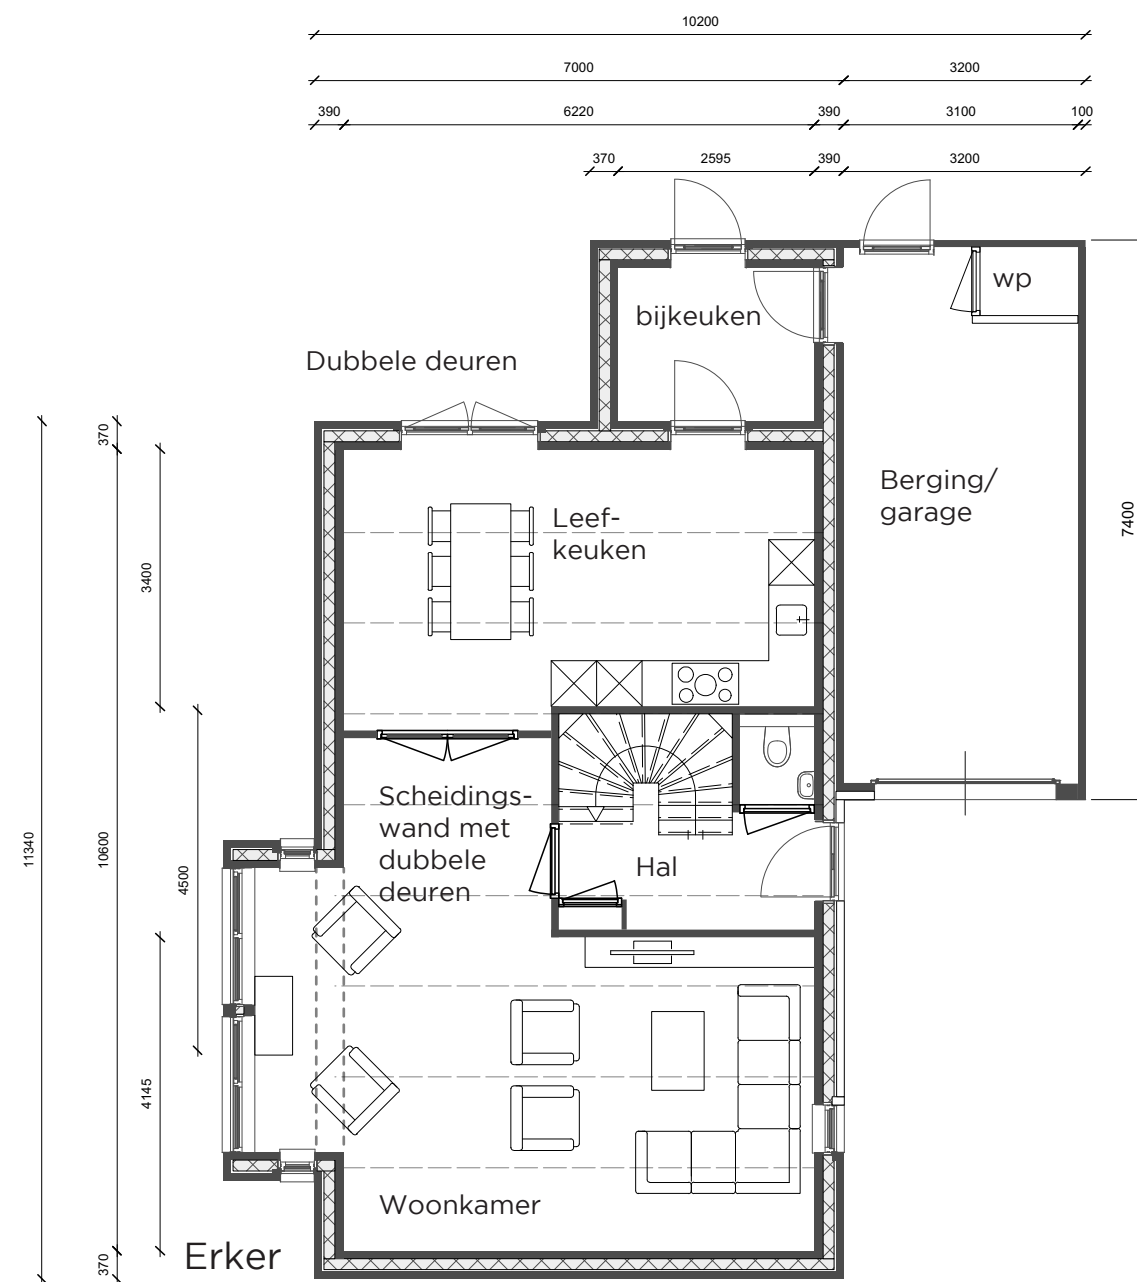 10200
7000 3200
390 6220 390 3100 100
370 2595 390 3200
wp
bijkeuken
Dubbele deuren
370
Berging/
garage
7400
Leef-
keuken
3400
Scheidings-
wand met
dubbele
deuren
Hal
11340
10600
4500
4145
Woonkamer
Erker
370